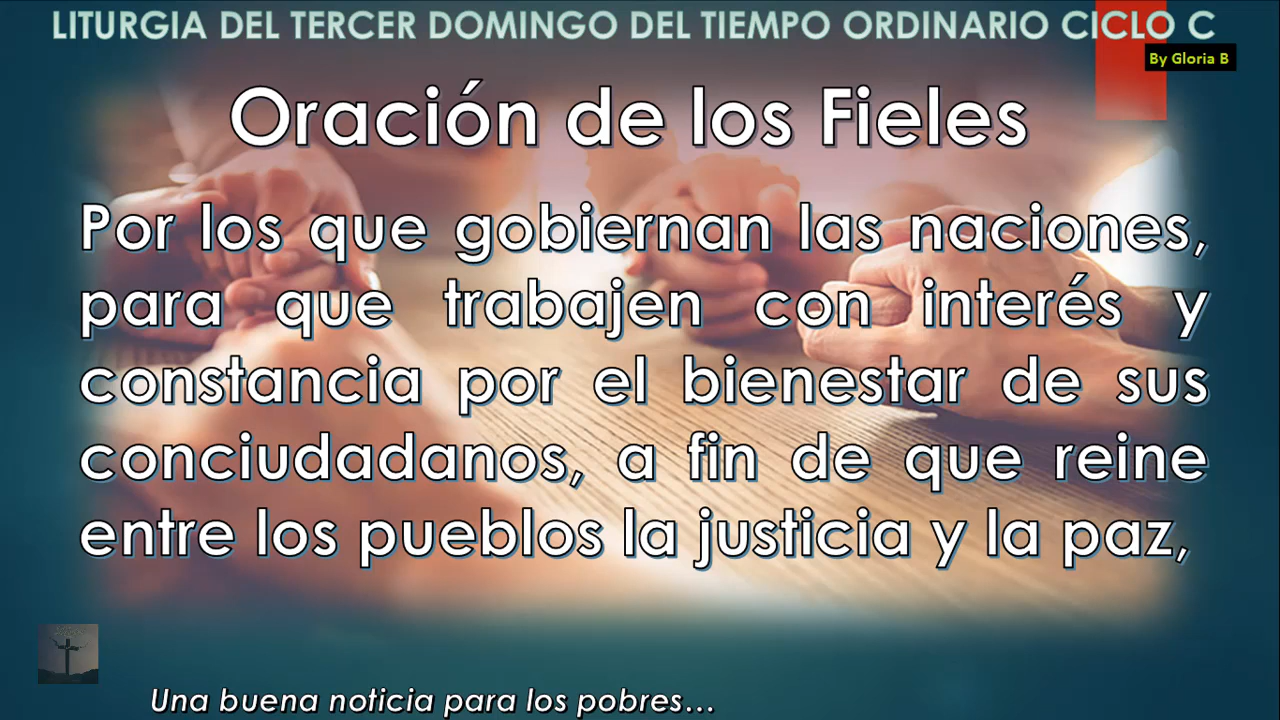 LITURGIA DEL TERCER DOMINGO DEL TIEMPO ORDINARIO CICLO C
By Gloria B
Oración de los Fieles
Por los que gobiernan las naciones,
para que trabajen con interés y
constancia por el bienestar de sus
conciudadanos, a fin de que reine
entre los pueblos la justicia y la paz,
Una buena noticia para los pobres...